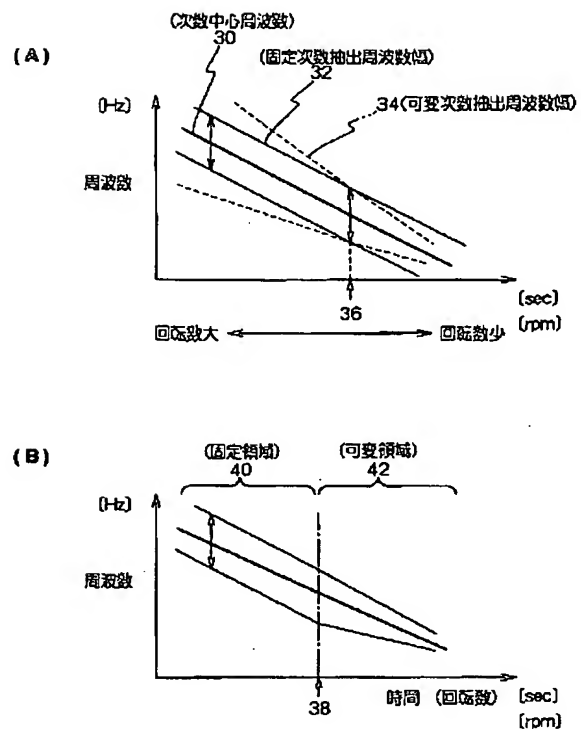 (A)
(次数中心周波数)
30
(固定次数抽出周波数幅)
32
34(可変次数抽出周波数幅)
[Hz]
周波数
36
[sec]
[rpm]
回転数大
回転数少
(B)
(固定領域)
40
(可変領域)
42
[Hz]
周波数
38
時間 (回転数)
[sec]
[rpm]